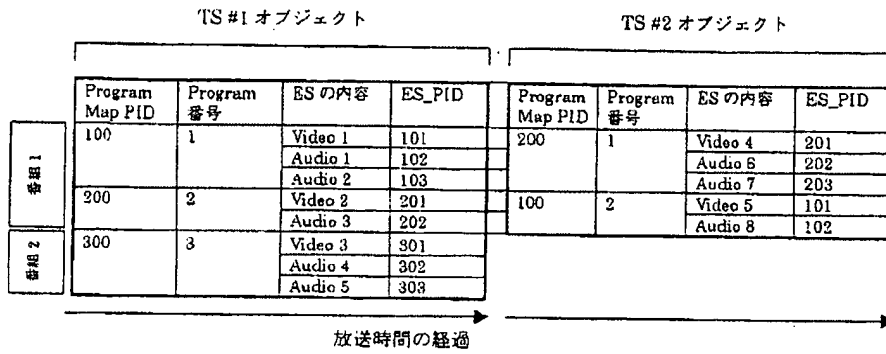 TS #1 オブジェクト
TS #2 オブジェクト
Program Map PID | Program 番号 | ES の内容 | ES_PID
100 | 1 | Video 1 | 101
Audio 1 | 102
Audio 2 | 103
200 | 2 | Video 2 | 201
Audio 3 | 202
300 | 3 | Video 3 | 301
Audio 4 | 302
Audio 5 | 303
Program Map PID | Program 番号 | ES の内容 | ES_PID
200 | 1 | Video 4 | 201
Audio 6 | 202
Audio 7 | 203
100 | 2 | Video 5 | 101
Audio 8 | 102
番組 1
番組 2
放送時間の経過